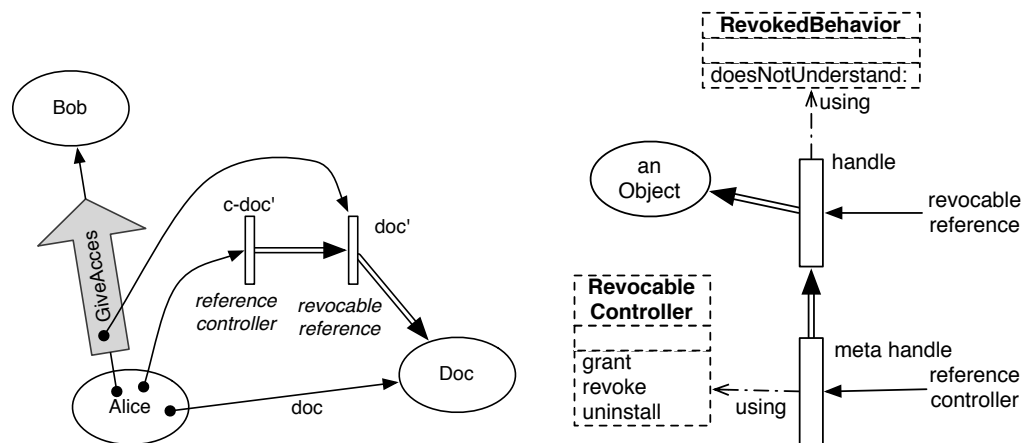 Bob
GiveAcces
c-doc'
doc'
reference
controller
revocable
reference
Alice
doc
Doc
RevokedBehavior
doesNotUnderstand:
using
an
Object
handle
revocable
reference
Revocable
Controller
grant
revoke
uninstall
using
meta handle
reference
controller